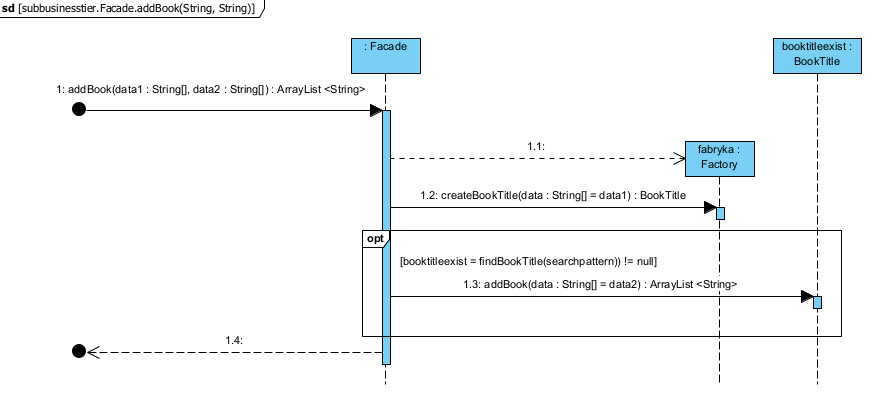 sd [subbusinesstier.Facade.addBook(String, String)]
: Facade
booktitleexist :
BookTitle
1: addBook(data1 : String[], data2 : String[]) : ArrayList <String>
1.1:
fabryka :
Factory
1.2: createBookTitle(data : String[] = data1) : BookTitle
opt
[booktitleexist = findBookTitle(searchpattern)) != null]
1.3: addBook(data : String[] = data2) : ArrayList <String>
1.4: